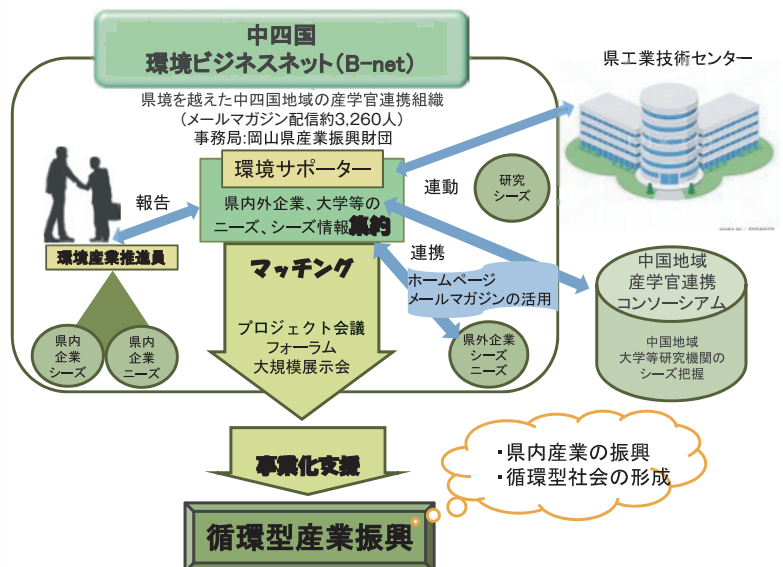 中四国
環境ビジネスネット(B-net)
県境を越えた中四国地域の産学官連携組織
(メールマガジン配信約3,260人)
事務局:岡山県産業振興財団
県工業技術センター
環境サポーター
県内外企業、大学等の
ニーズ、シーズ情報集約
報告
連動
研究
シーズ
環境産業推進員
連携
ホームページ
メールマガジンの活用
マッチング
プロジェクト会議
フォーラム
大規模展示会
県内
企業
シーズ
県内
企業
ニーズ
県外企業
シーズ
ニーズ
中国地域
産学官連携
コンソーシアム
中国地域
大学等研究機関の
シーズ把握
事業化支援
・県内産業の振興
・循環型社会の形成
循環型産業振興